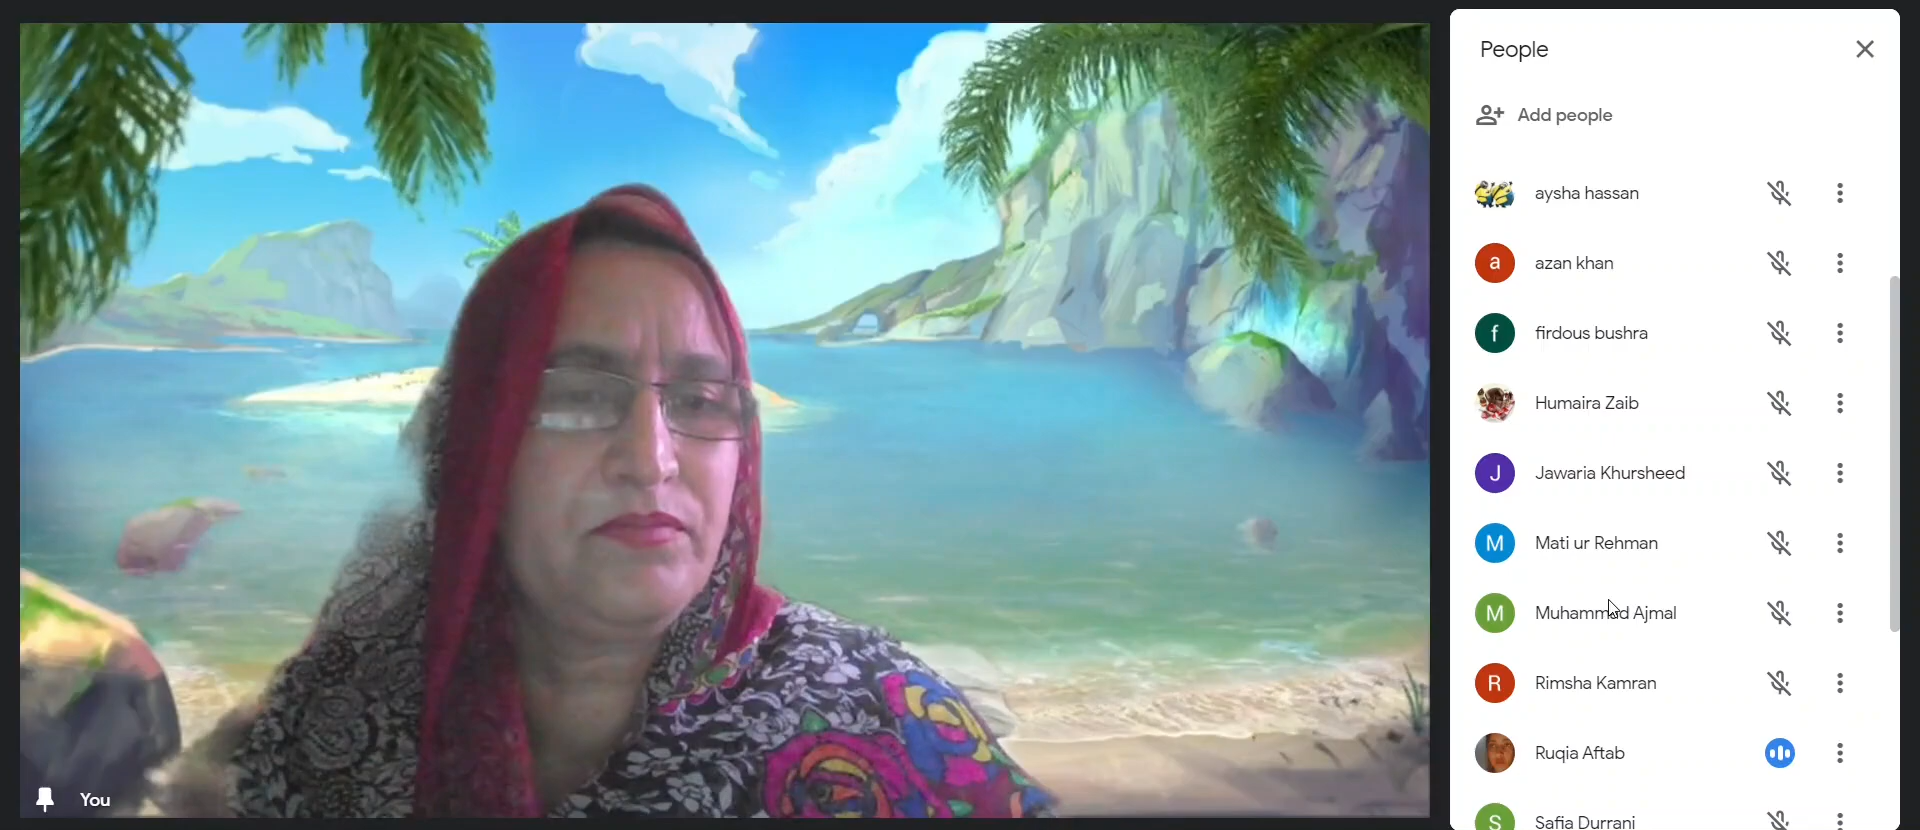 People
Add people
aysha hassan
a azan khan
f firdous bushra
Humaira Zaib
J Jawaria Khursheed
M Mati ur Rehman
M Muhammad Ajmal
R Rimsha Kamran
Ruqia Aftab
S Safia Durrani
You